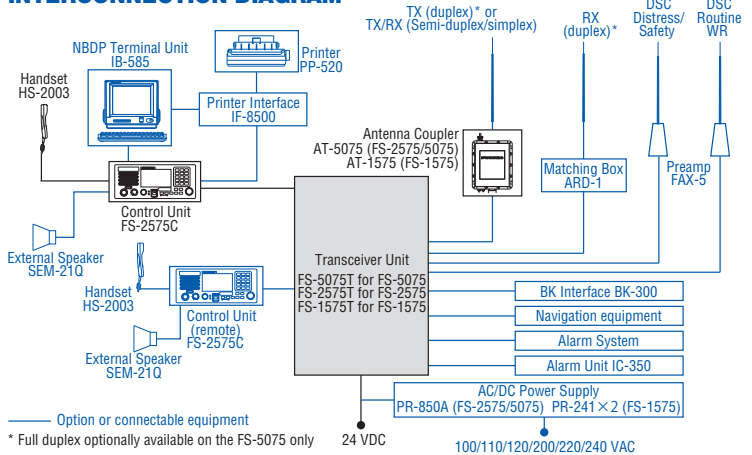 INTERCONNECTION DIAGRAM
TX (duplex)* or
TX/RX (Semi-duplex/simplex)
RX
(duplex)*
DSC
Distress/
Safety
DSC
Routine
WR
NBDP Terminal Unit
IB-585
Printer
PP-520
Handset
HS-2003
Printer Interface
IF-8500
Antenna Coupler
AT-5075 (FS-2575/5075)
AT-1575 (FS-1575)
Matching Box
ARD-1
Preamp
FAX-5
Control Unit
FS-2575C
External Speaker
SEM-21Q
Transceiver Unit
FS-5075T for FS-5075
FS-2575T for FS-2575
FS-1575T for FS-1575
Handset
HS-2003
Control Unit
(remote)
FS-2575C
External Speaker
SEM-21Q
BK Interface BK-300
Navigation equipment
Alarm System
Alarm Unit IC-350
AC/DC Power Supply
PR-850A (FS-2575/5075) PR-241×2 (FS-1575)
Option or connectable equipment
* Full duplex optionally available on the FS-5075 only
24 VDC
100/110/120/200/220/240 VAC